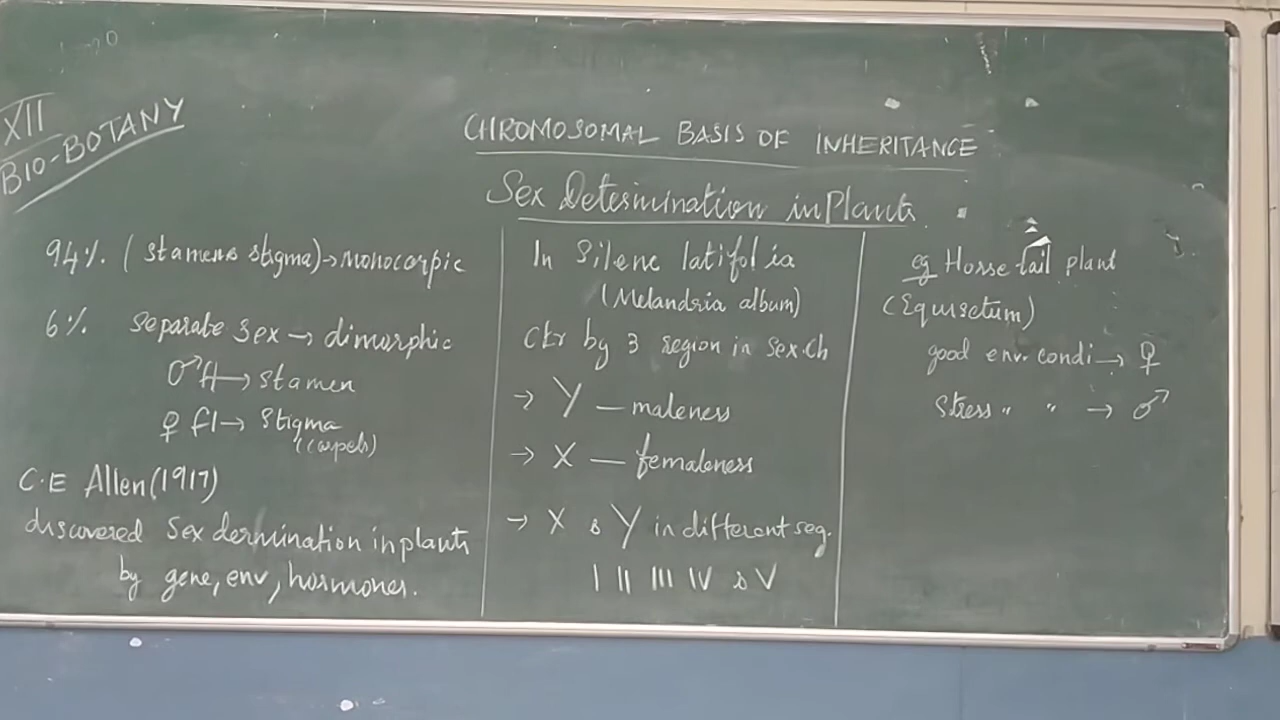 XII
BIO-BOTANY
CHROMOSOMAL BASIS OF INHERITANCE
Sex Determination in Plants.
94%. (stamens stigma)→monocarpic
6% separate sex → dimorphic
♂ fl → stamen
♀ fl → stigma
(carpels)
C.E Allen(1917)
discovered sex dermination in plants
by gene, env, hormones.
In Silene latifolia
(Melandria album)
Ctr by 3 region in sex.ch
→ Y — maleness
→ X — femaleness
→ X & Y in different seg.
I II III IV & V
eg Horse tail plant
(Equisetum)
good env. condi → ♀
Stress " " → ♂